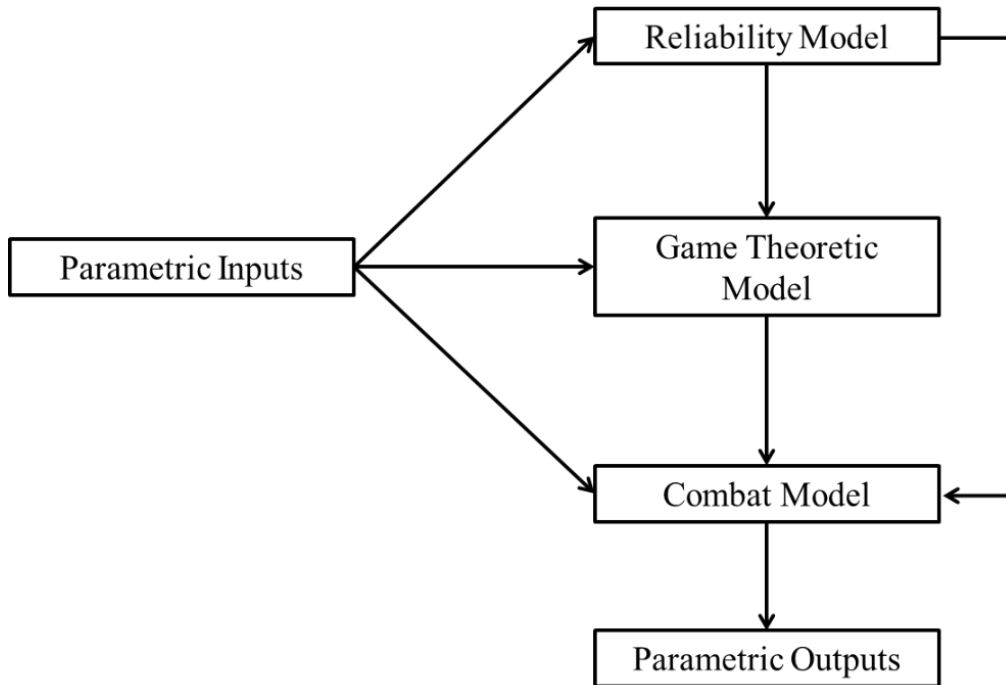 Reliability Model
Parametric Inputs
Game Theoretic
Model
Combat Model
Parametric Outputs